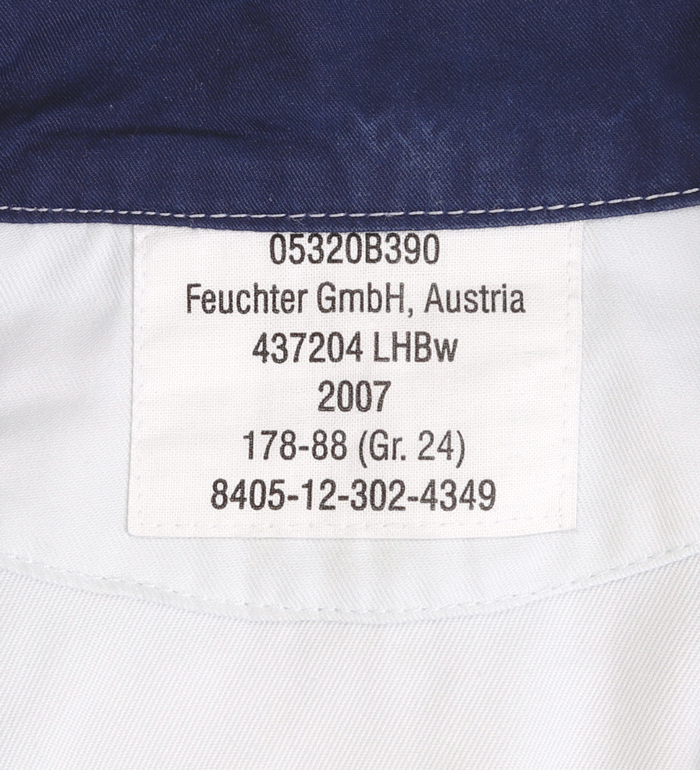 05320B390
Feuchter GmbH, Austria
437204 LHBw
2007
178-88 (Gr. 24)
8405-12-302-4349